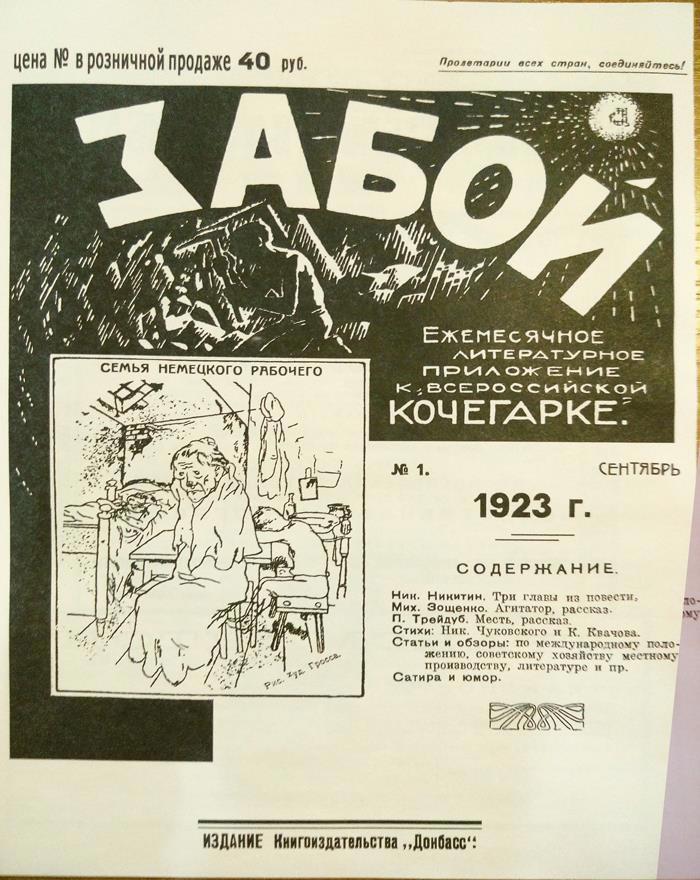 цена № в розничной продаже 40 руб.
Пролетарии всех стран, соединяйтесь!
ЗАБОЙ
ЕЖЕМЕСЯЧНОЕ
ЛИТЕРАТУРНОЕ
ПРИЛОЖЕНИЕ
К „ВСЕРОССИЙСКОЙ
КОЧЕГАРКЕ."
СЕМЬЯ НЕМЕЦКОГО РАБОЧЕГО
Рис. худ. Гросса.
№ 1. СЕНТЯБРЬ
1923 г.
СОДЕРЖАНИЕ.
Ник. Никитин. Три главы из повести,
Мих. Зощенко. Агитатор, рассказ.
П. Трейдуб. Месть, рассказ.
Стихи: Ник. Чуковского и К. Квачова.
Статьи и обзоры: по международному поло-
жению, советскому хозяйству местному
производству, литературе и пр.
Сатира и юмор.
ИЗДАНИЕ Книгоиздательства „Донбасс":